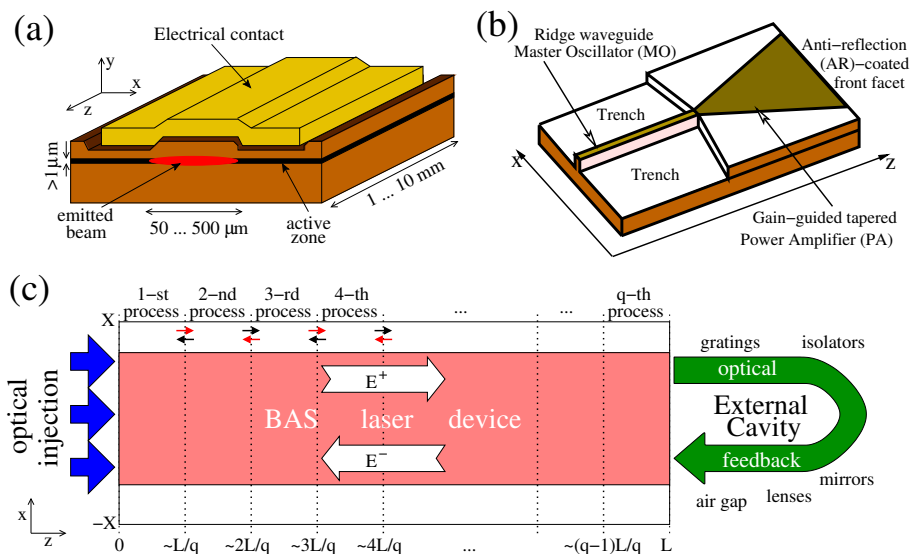 (a)
Electrical contact
y
x
z
>1μm
emitted
beam
50 ... 500 μm
active
zone
1 ... 10 mm
(b)
Ridge waveguide
Master Oscillator (MO)
Anti−reflection
(AR)−coated
front facet
Trench
Trench
x
z
Gain−guided tapered
Power Amplifier (PA)
(c)
1−st
process
2−nd
process
3−rd
process
4−th
process
...
...
q−th
process
X
−X
optical
injection
E+
BAS laser device
E−
gratings
isolators
optical
External
Cavity
feedback
mirrors
lenses
air gap
x
z
0 ~L/q ~2L/q ~3L/q ~4L/q ... ~(q−1)L/q L